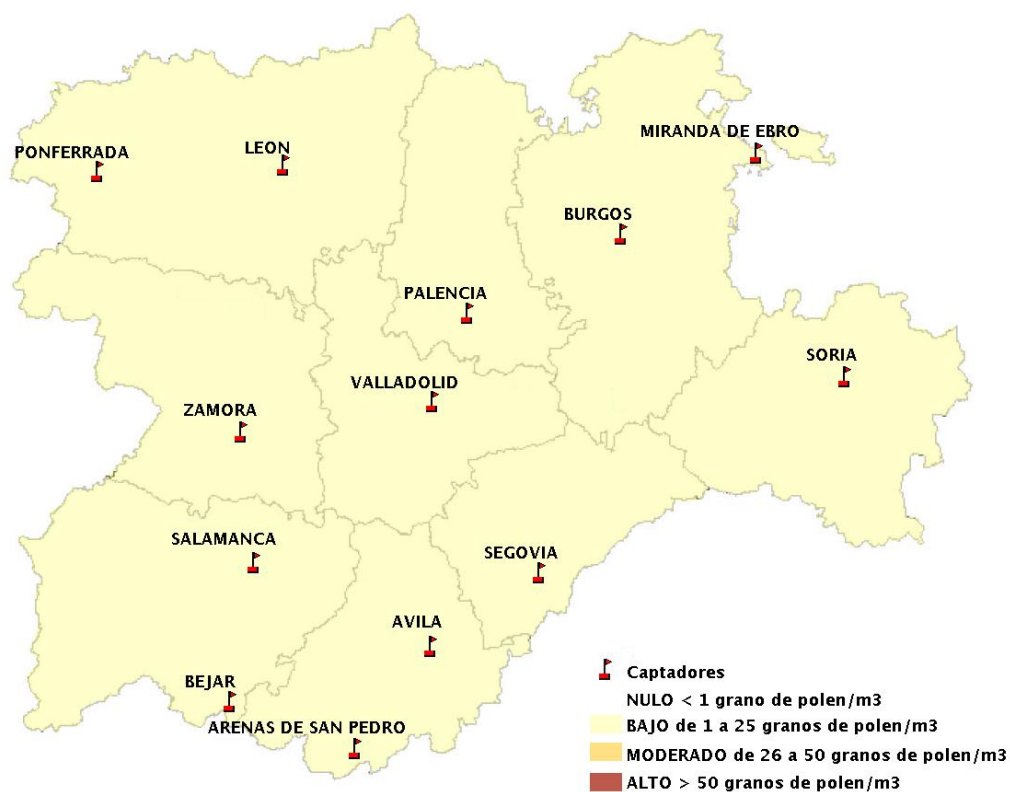 MIRANDA DE EBRO
PONFERRADA
LEON
BURGOS
PALENCIA
SORIA
VALLADOLID
ZAMORA
SALAMANCA
SEGOVIA
AVILA
BEJAR
ARENAS DE SAN PEDRO
Captadores
NULO < 1 grano de polen/m3
BAJO de 1 a 25 granos de polen/m3
MODERADO de 26 a 50 granos de polen/m3
ALTO > 50 granos de polen/m3